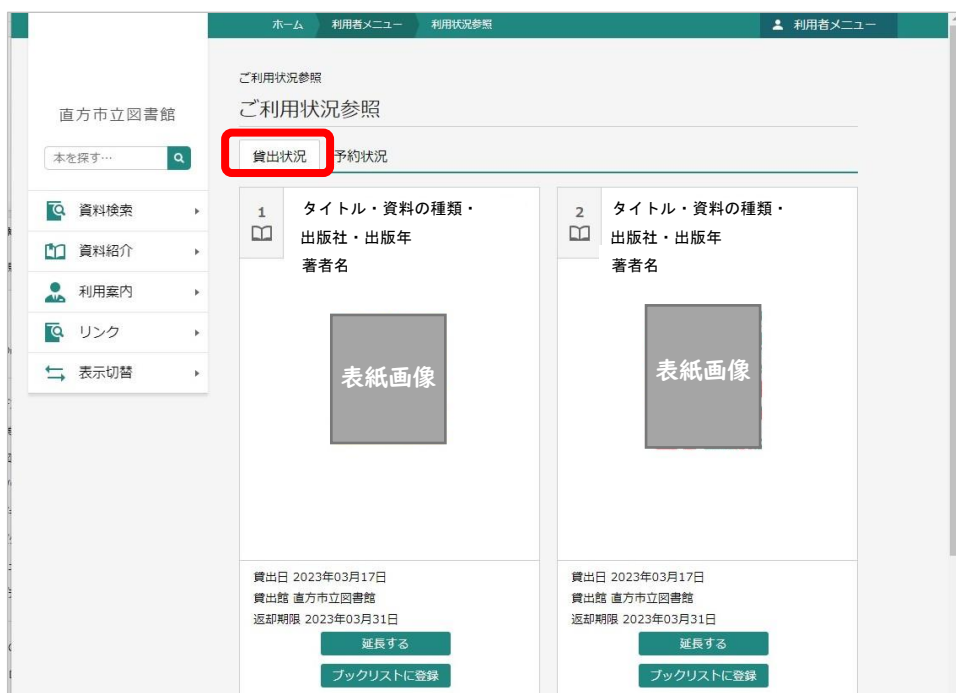 ホーム 利用者メニュー 利用状況参照 利用者メニュー
直方市立図書館
本を探す…
資料検索
資料紹介
利用案内
リンク
表示切替
ご利用状況参照
ご利用状況参照
貸出状況 予約状況
1
タイトル・資料の種類・
出版社・出版年
著者名
表紙画像
貸出日 2023年03月17日
貸出館 直方市立図書館
返却期限 2023年03月31日
延長する
ブックリストに登録
2
タイトル・資料の種類・
出版社・出版年
著者名
表紙画像
貸出日 2023年03月17日
貸出館 直方市立図書館
返却期限 2023年03月31日
延長する
ブックリストに登録